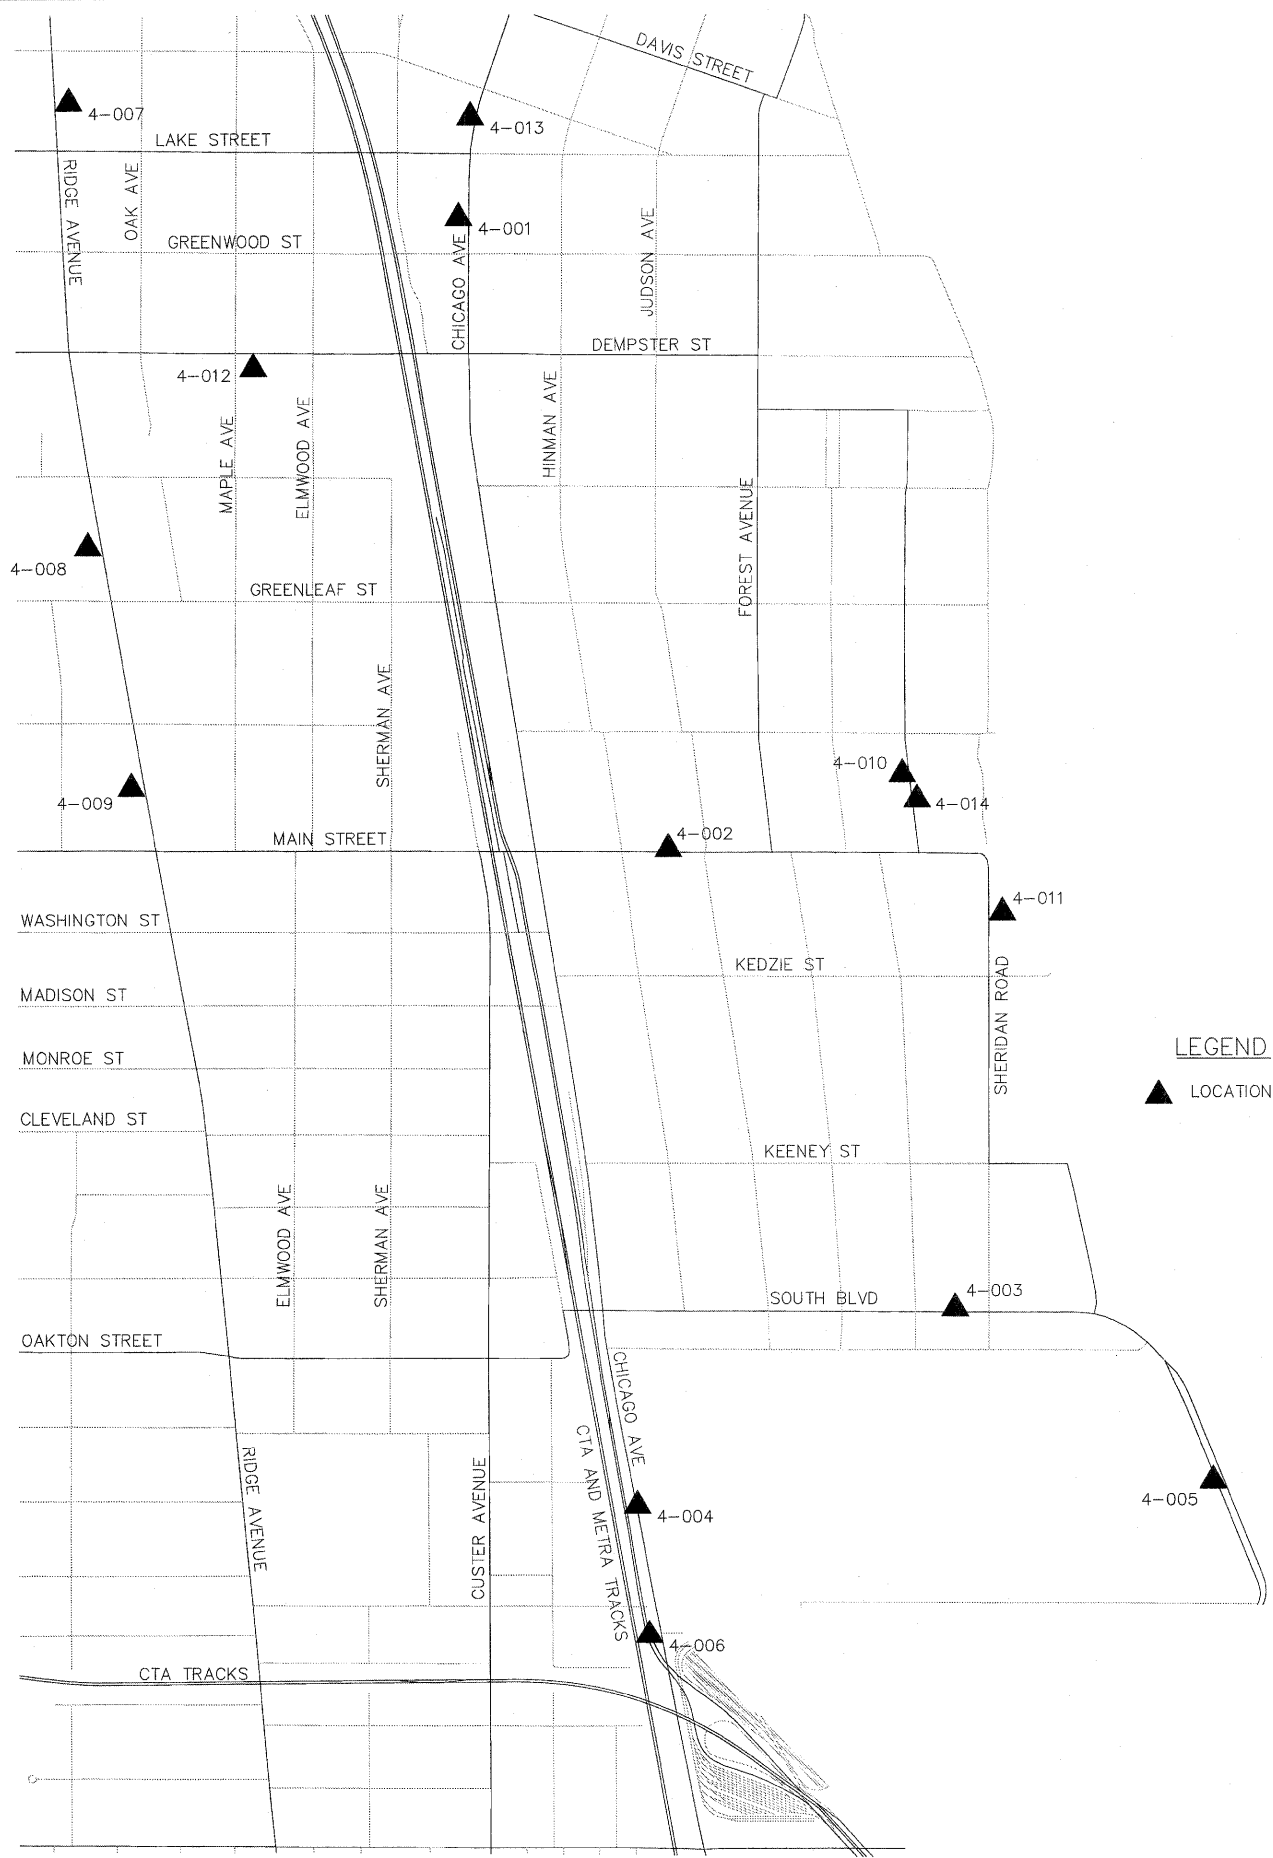 DAVIS STREET
4-007
4-013
LAKE STREET
RIDGE AVENUE
OAK AVE
4-001
JUDSON AVE
GREENWOOD ST
CHICAGO AVE
DEMPSTER ST
4-012
HINMAN AVE
MAPLE AVE
ELMWOOD AVE
FOREST AVENUE
4-008
GREENLEAF ST
SHERMAN AVE
4-010
4-009
4-014
MAIN STREET
4-002
4-011
WASHINGTON ST
KEDZIE ST
MADISON ST
SHERIDAN ROAD
MONROE ST
LEGEND
LOCATION
CLEVELAND ST
KEENEY ST
ELMWOOD AVE
SHERMAN AVE
4-003
SOUTH BLVD
OAKTON STREET
CHICAGO AVE
CTA AND METRA TRACKS
RIDGE AVENUE
CUSTER AVENUE
4-005
4-004
4-006
CTA TRACKS